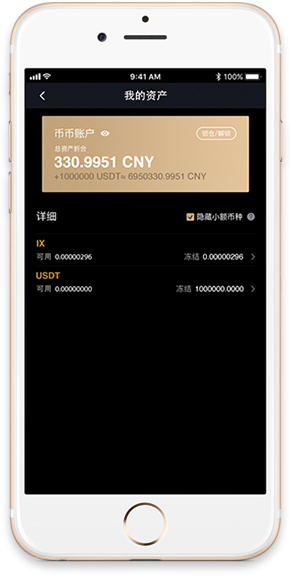 9:41 AM 100%
我的资产
币币账户 锁仓/解锁
总资产折合
330.9951 CNY
+1000000 USDT≈ 6950330.9951 CNY
详细 隐藏小额币种 ?
IX
可用 0.00000296 冻结 0.00000296
USDT
可用 0.00000000 冻结 1000000.0000